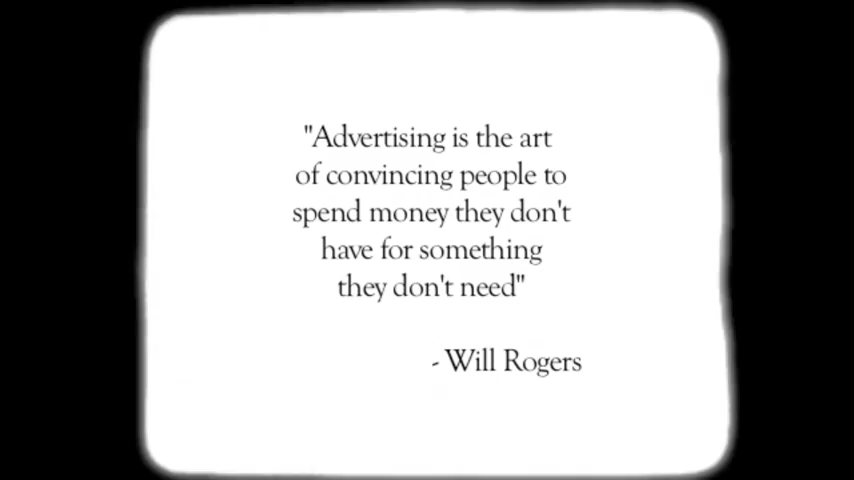 "Advertising is the art
of convincing people to
spend money they don't
have for something
they don't need"
- Will Rogers